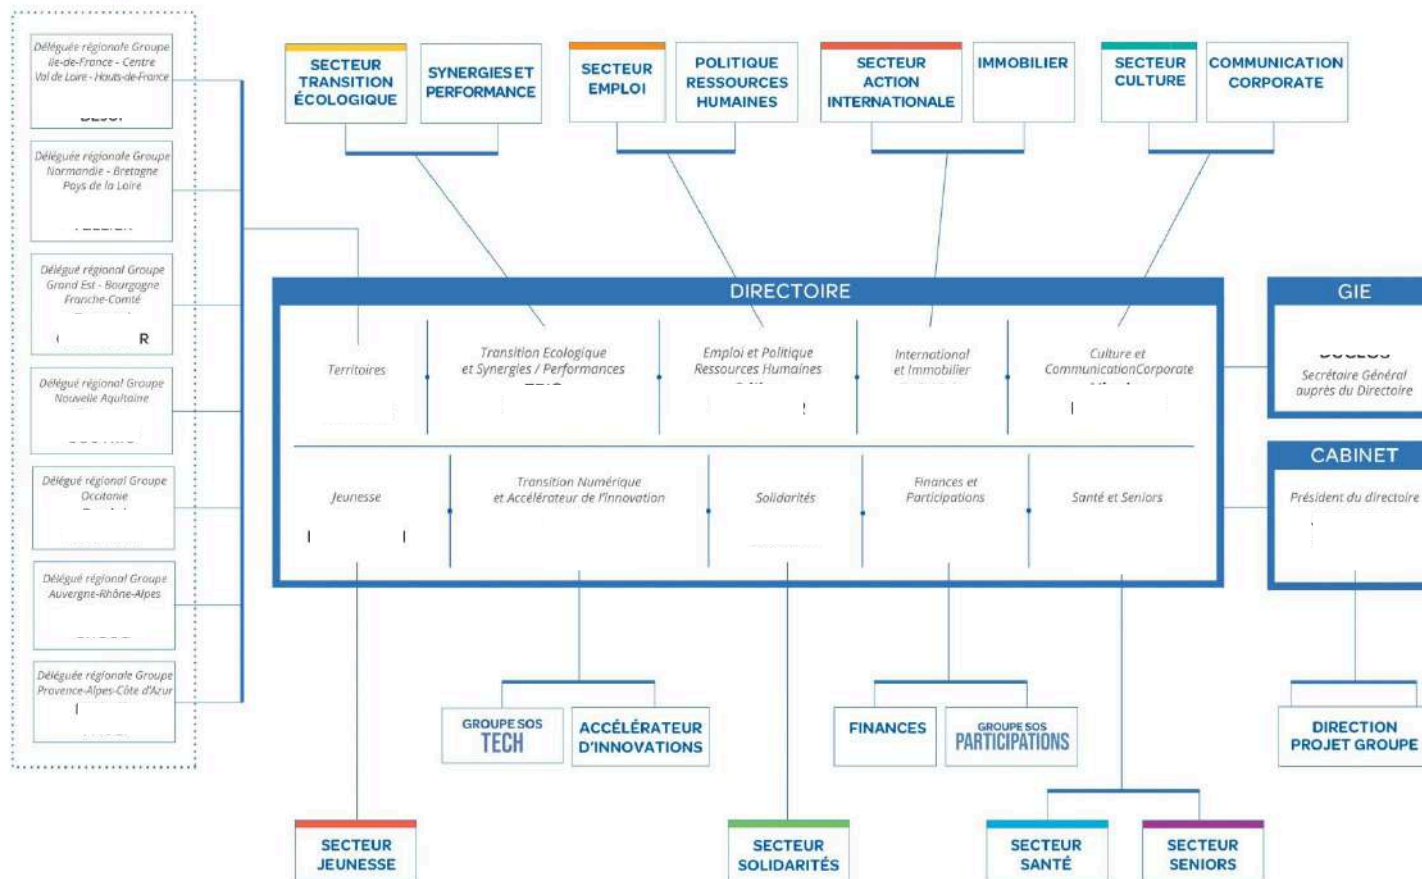 Déléguée régionale Groupe
Ile-de-France - Centre
Val de Loire - Hauts-de-France
Déléguée régionale Groupe
Normandie - Bretagne
Pays de la Loire
Délégué régional Groupe
Grand Est - Bourgogne
Franche-Comté
R
Délégué régional Groupe
Nouvelle Aquitaine
Délégué régional Groupe
Occitanie
Délégué régional Groupe
Auvergne-Rhône-Alpes
Déléguée régionale Groupe
Provence-Alpes-Côte d'Azur
SECTEUR
TRANSITION
ÉCOLOGIQUE
SYNERGIES ET
PERFORMANCE
SECTEUR
EMPLOI
POLITIQUE
RESSOURCES
HUMAINES
SECTEUR
ACTION
INTERNATIONALE
IMMOBILIER
SECTEUR
CULTURE
COMMUNICATION
CORPORATE
DIRECTOIRE
Territoires
Transition Ecologique
et Synergies / Performances
Emploi et Politique
Ressources Humaines
International
et Immobilier
Culture et
CommunicationCorporate
Jeunesse
Transition Numérique
et Accélérateur de l'innovation
Solidarités
Finances et
Participations
Santé et Seniors
GIE
Secrétaire Général
auprès du Directoire
CABINET
Président du directoire
GROUPE SOS
TECH
ACCÉLÉRATEUR
D'INNOVATIONS
FINANCES
GROUPE SOS
PARTICIPATIONS
DIRECTION
PROJET GROUPE
SECTEUR
JEUNESSE
SECTEUR
SOLIDARITÉS
SECTEUR
SANTÉ
SECTEUR
SENIORS